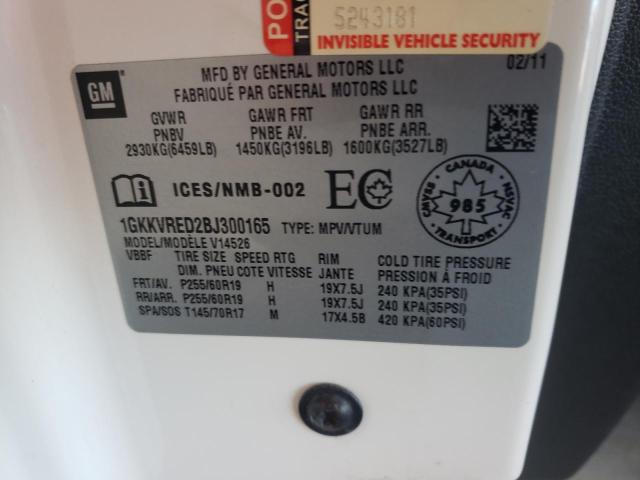 PO
TRAC
5243181
INVISIBLE VEHICLE SECURITY
GM
MFD BY GENERAL MOTORS LLC 02/11
FABRIQUÉ PAR GENERAL MOTORS LLC
GVWR GAWR FRT GAWR RR
PNBV PNBE AV. PNBE ARR.
2930KG(6459LB) 1450KG(3196LB) 1600KG(3527LB)
i ICES/NMB-002 EC
CANADA
CMVSS NSVAC
985
TRANSPORT
1GKKVRED2BJ300165 TYPE: MPV/VTUM
MODEL/MODÈLE V14526
VBBF TIRE SIZE SPEED RTG RIM COLD TIRE PRESSURE
DIM. PNEU COTE VITESSE JANTE PRESSION À FROID
FRT/AV. P255/60R19 H 19X7.5J 240 KPA(35PSI)
RR/ARR. P255/60R19 H 19X7.5J 240 KPA(35PSI)
SPA/SOS T145/70R17 M 17X4.5B 420 KPA(60PSI)